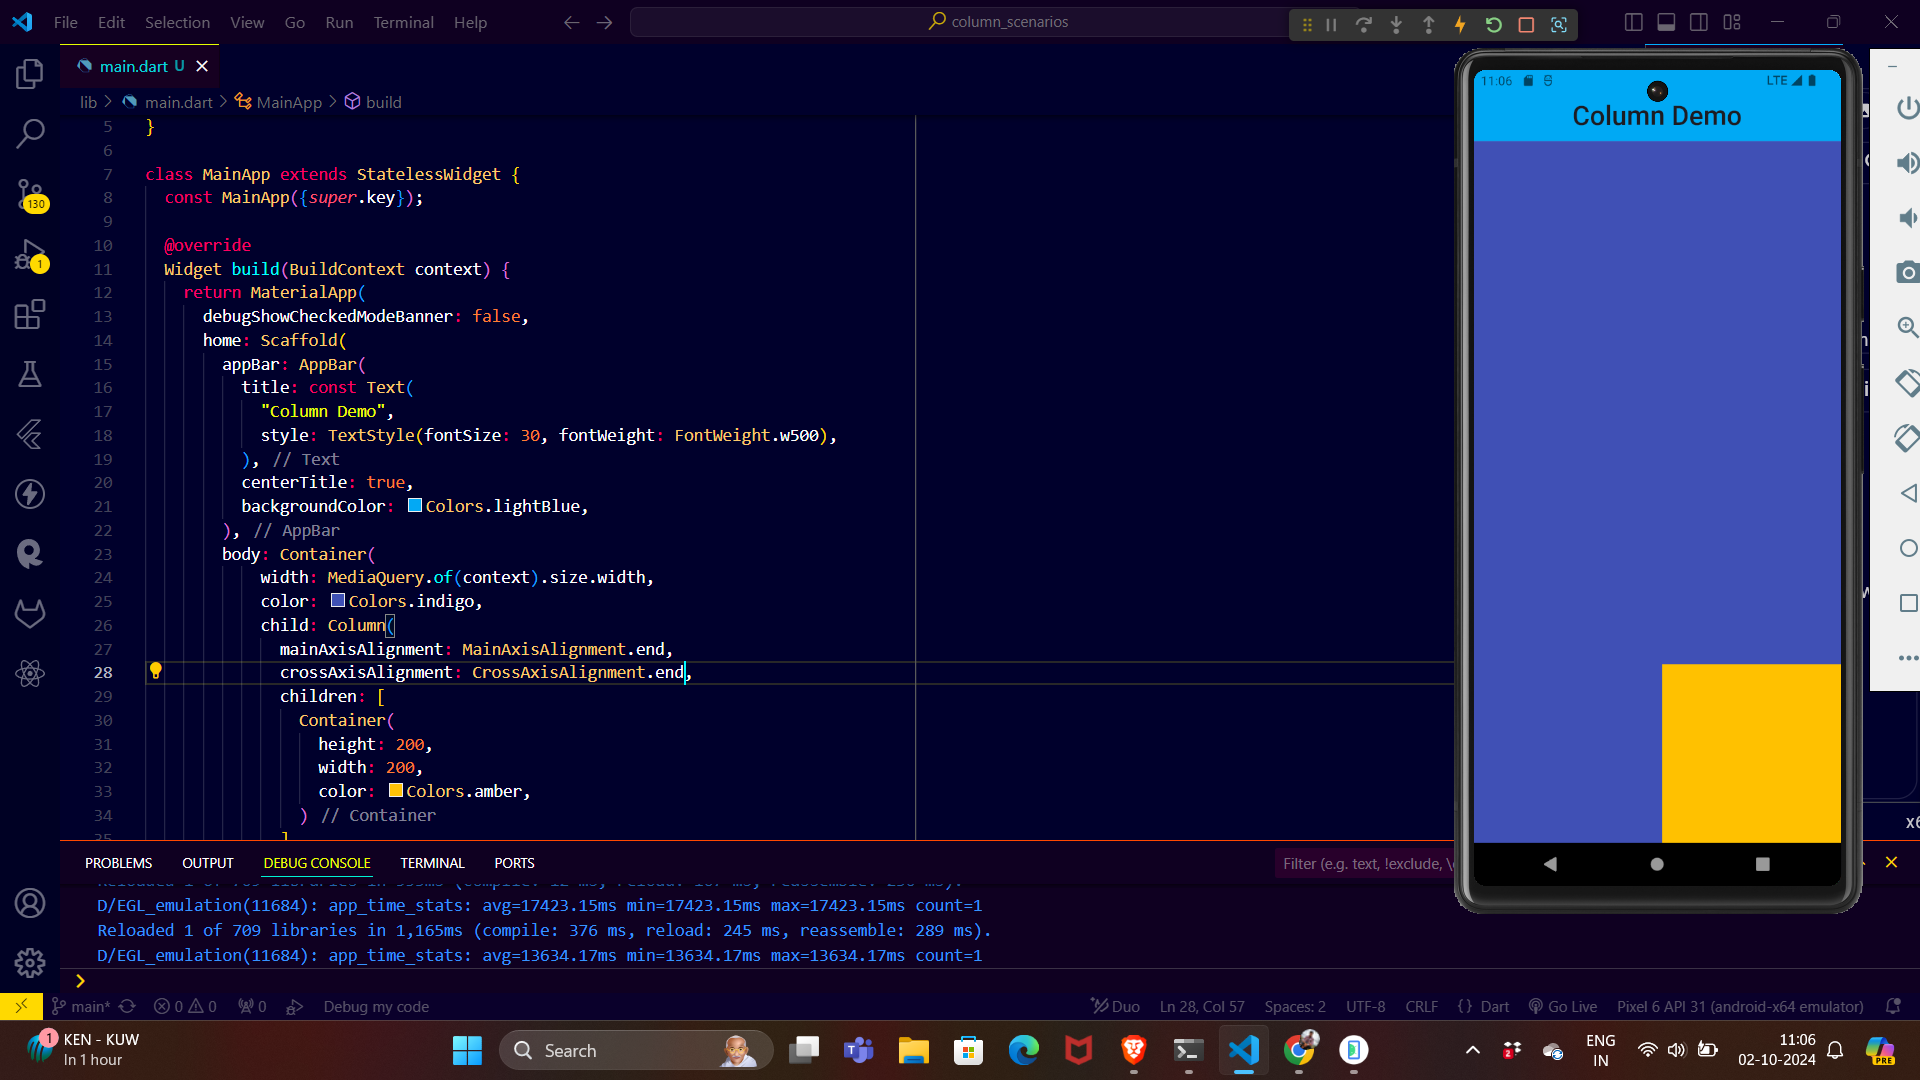 File Edit Selection View Go Run Terminal Help
column_scenarios
main.dart U
lib > main.dart > MainApp > build
5 }
6
7 class MainApp extends StatelessWidget {
8 const MainApp({super.key});
9
10 @override
11 Widget build(BuildContext context) {
12 return MaterialApp(
13 debugShowCheckedModeBanner: false,
14 home: Scaffold(
15 appBar: AppBar(
16 title: const Text(
17 "Column Demo",
18 style: TextStyle(fontSize: 30, fontWeight: FontWeight.w500),
19 ), // Text
20 centerTitle: true,
21 backgroundColor: Colors.lightBlue,
22 ), // AppBar
23 body: Container(
24 width: MediaQuery.of(context).size.width,
25 color: Colors.indigo,
26 child: Column(
27 mainAxisAlignment: MainAxisAlignment.end,
28 crossAxisAlignment: CrossAxisAlignment.end,
29 children: [
30 Container(
31 height: 200,
32 width: 200,
33 color: Colors.amber,
34 ) // Container
35 ]
130
1
11:06 LTE
Column Demo
PROBLEMS OUTPUT DEBUG CONSOLE TERMINAL PORTS
Filter (e.g. text, !exclude, \
D/EGL_emulation(11684): app_time_stats: avg=17423.15ms min=17423.15ms max=17423.15ms count=1
Reloaded 1 of 709 libraries in 1,165ms (compile: 376 ms, reload: 245 ms, reassemble: 289 ms).
D/EGL_emulation(11684): app_time_stats: avg=13634.17ms min=13634.17ms max=13634.17ms count=1
>
main* 0 0 0 Debug my code
Duo Ln 28, Col 57 Spaces: 2 UTF-8 CRLF {} Dart Go Live Pixel 6 API 31 (android-x64 emulator)
1 KEN - KUW
In 1 hour
Search
ENG
IN
11:06
02-10-2024
PRE